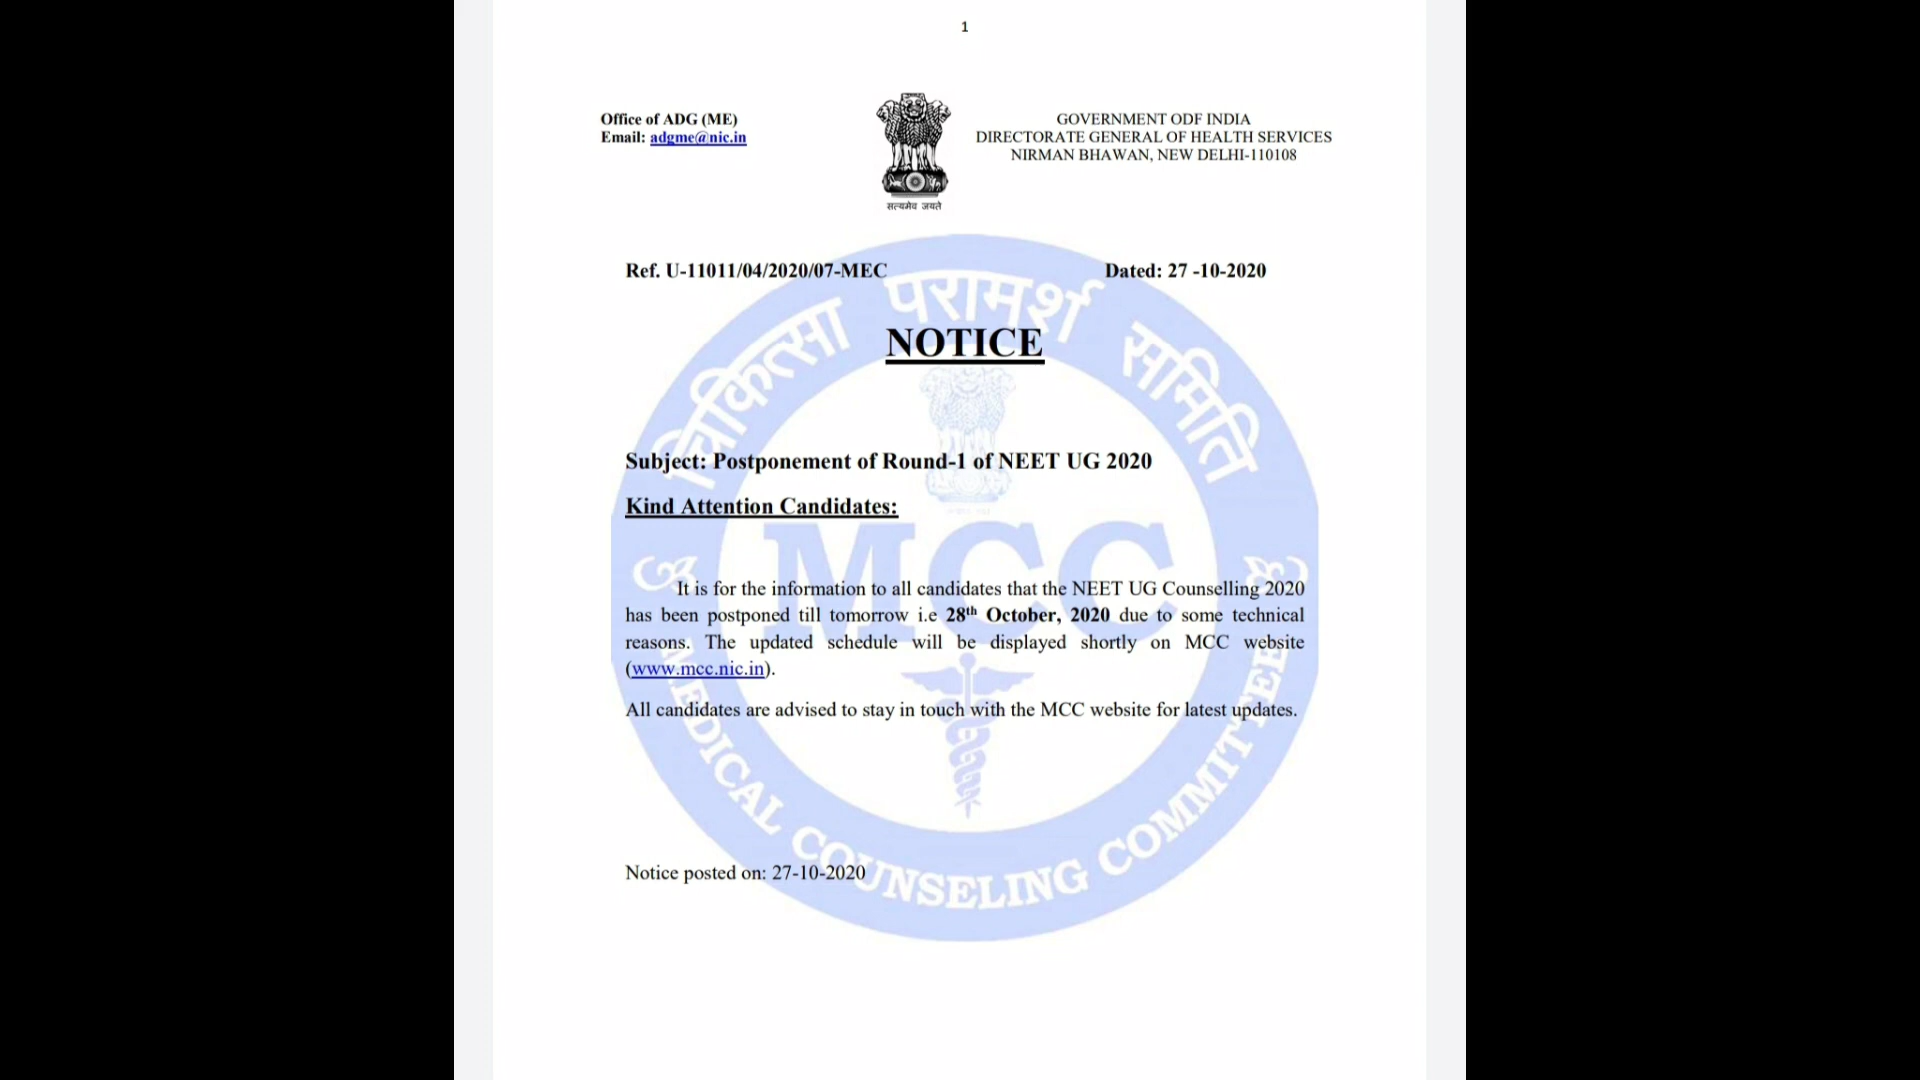 1
Office of ADG (ME)
Email: adgme@nic.in
सत्यमेव जयते
GOVERNMENT ODF INDIA
DIRECTORATE GENERAL OF HEALTH SERVICES
NIRMAN BHAWAN, NEW DELHI-110108
Ref. U-11011/04/2020/07-MEC
Dated: 27 -10-2020
चिकित्सा परामर्श समिति
NOTICE
Subject: Postponement of Round-1 of NEET UG 2020
Kind Attention Candidates:
MCC
It is for the information to all candidates that the NEET UG Counselling 2020
has been postponed till tomorrow i.e 28th October, 2020 due to some technical
reasons. The updated schedule will be displayed shortly on MCC website
(www.mcc.nic.in).
All candidates are advised to stay in touch with the MCC website for latest updates.
MEDICAL COUNSELING COMMITTEE
Notice posted on: 27-10-2020